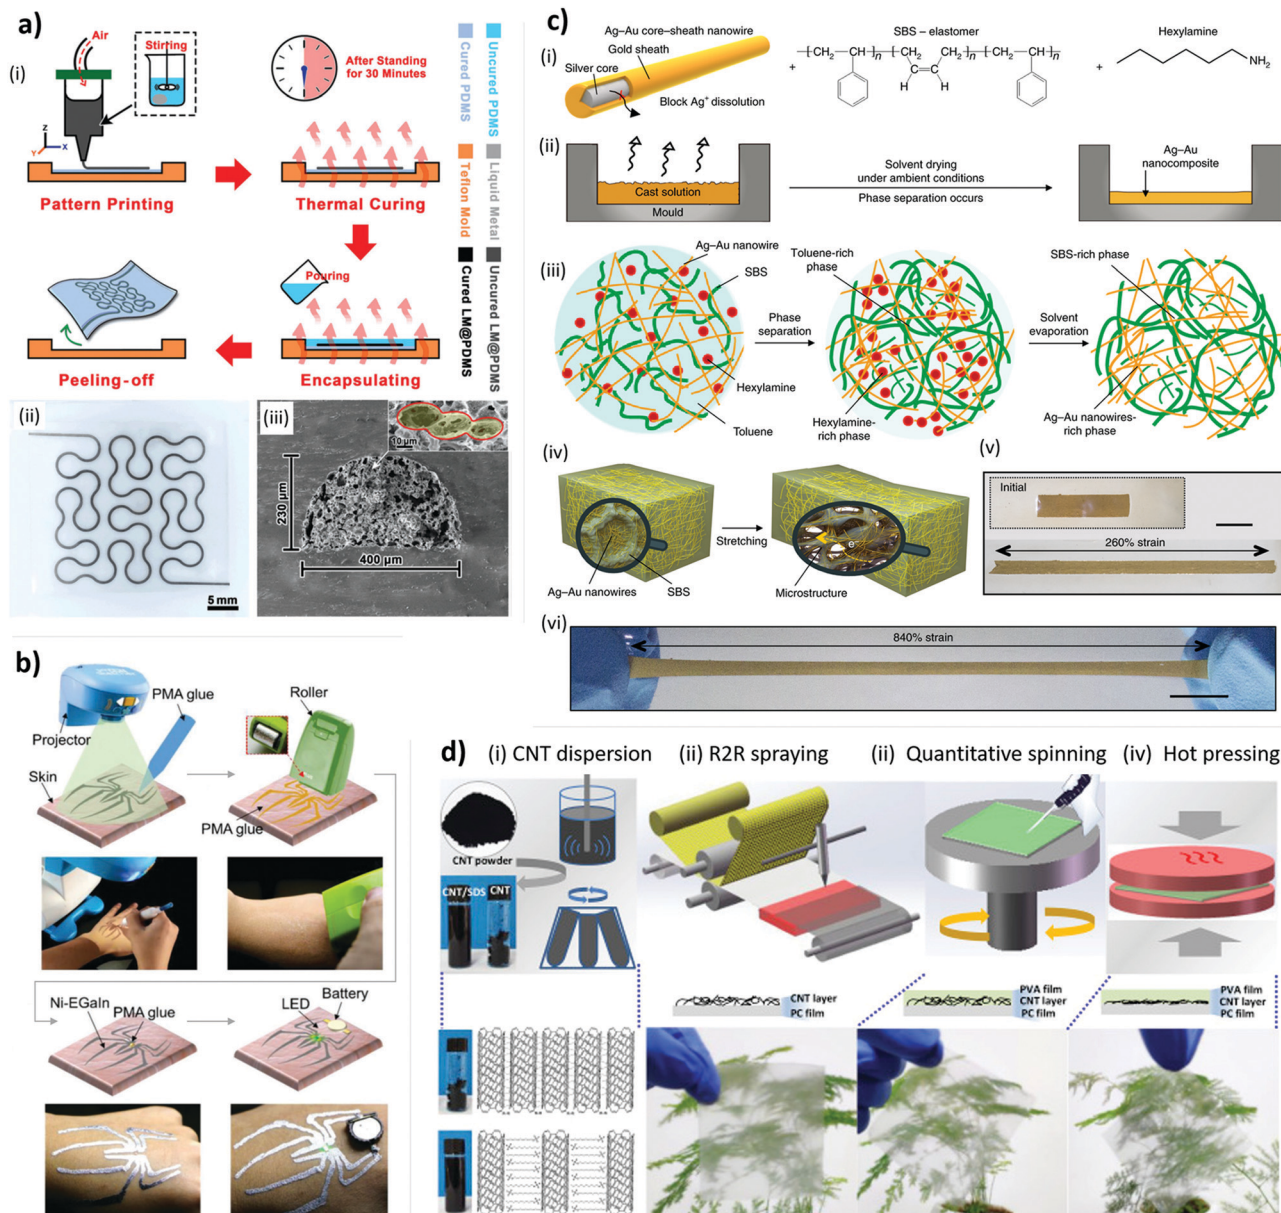 a)
(i)
Air
Stirring
Z
Y
X
Pattern Printing
After Standing
for 30 Minutes
Thermal Curing
Pouring
Encapsulating
Peeling-off
Cured PDMS
Uncured PDMS
Teflon Mold
Liquid Metal
Cured LM@PDMS
Uncured LM@PDMS
(ii)
5 mm
(iii)
10 μm
230 μm
400 μm
b)
Projector
PMA glue
Skin
Roller
PMA glue
Ni-EGaIn
PMA glue
LED
Battery
c)
(i)
Ag–Au core–sheath nanowire
Gold sheath
Silver core
Block Ag⁺ dissolution
+
SBS – elastomer
[CH₂–CH]n [CH₂ CH₂]n [CH₂–CH]n
C=C
H H
+
Hexylamine
NH₂
(ii)
Cast solution
Mould
Solvent drying
under ambient conditions
Phase separation occurs
Ag–Au
nanocomposite
(iii)
Ag–Au nanowire
SBS
Hexylamine
Toluene
Phase
separation
Toluene-rich
phase
Hexylamine-
rich phase
Solvent
evaporation
SBS-rich phase
Ag–Au nanowires-
rich phase
(iv)
Ag–Au nanowires
SBS
Stretching
e⁻
Microstructure
(v)
Initial
260% strain
(vi)
840% strain
d)
(i) CNT dispersion
CNT powder
CNT/SDS
CNT
(ii) R2R spraying
CNT layer
PC film
(ii) Quantitative spinning
PVA film
CNT layer
PC film
(iv) Hot pressing
PVA film
CNT layer
PC film